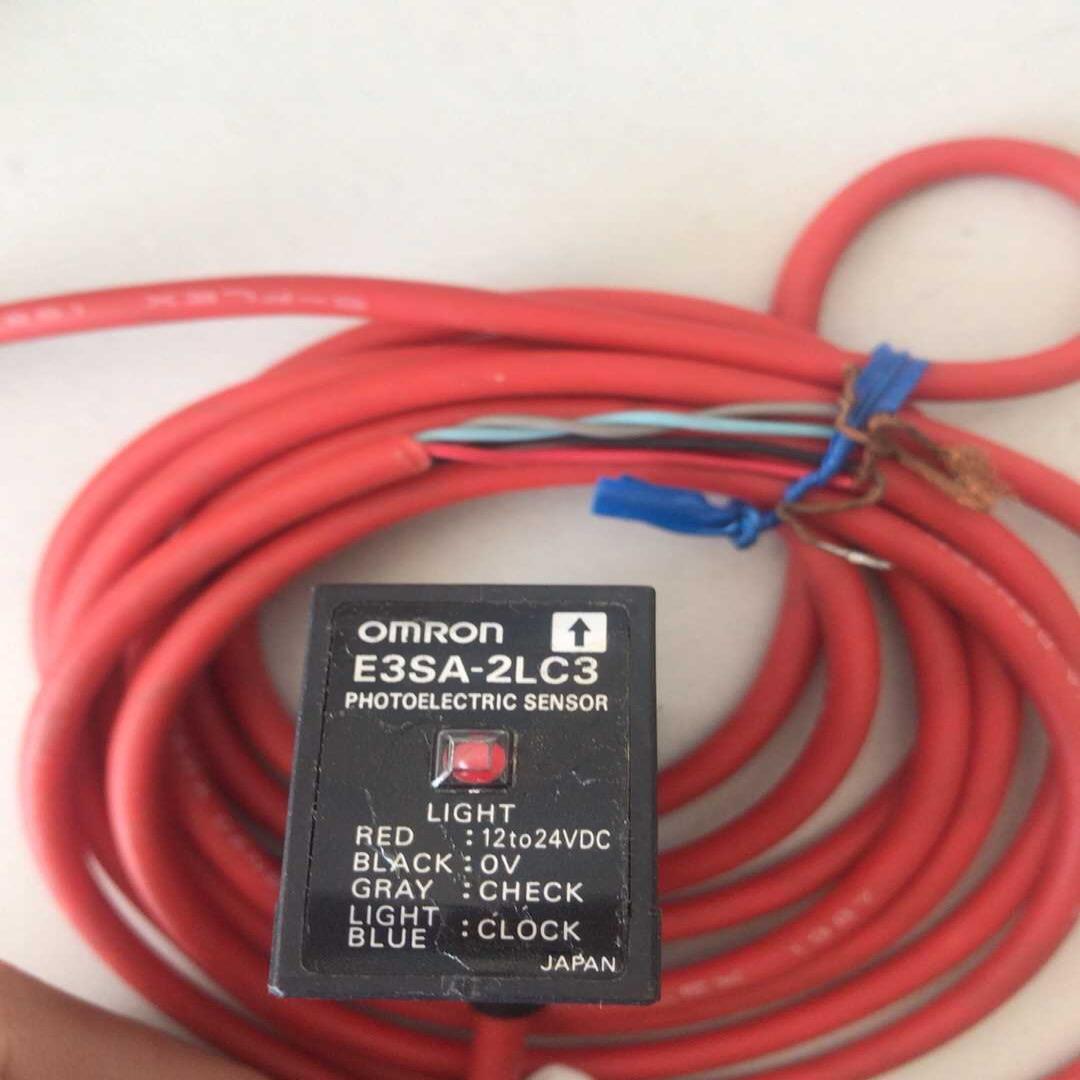 OMRON
E3SA-2LC3
PHOTOELECTRIC SENSOR
LIGHT
RED : 12to24VDC
BLACK : 0V
GRAY : CHECK
LIGHT
BLUE : CLOCK
JAPAN